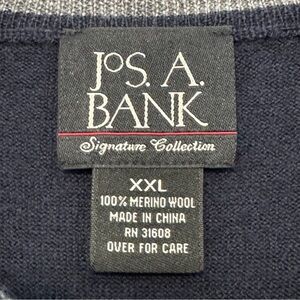 JOS. A.
BANK
Signature Collection
XXL
100% MERINO WOOL
MADE IN CHINA
RN 31608
OVER FOR CARE